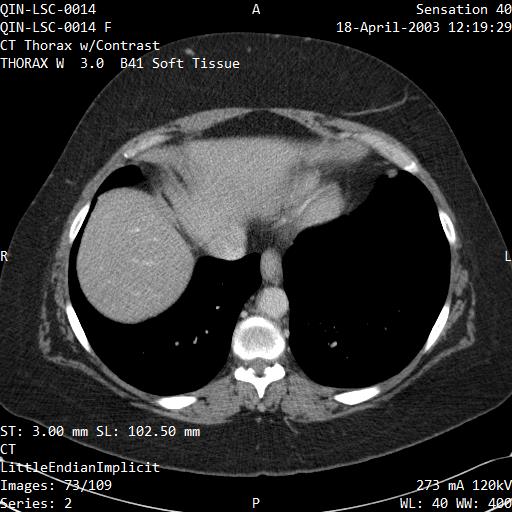 QIN-LSC-0014 A Sensation 40
QIN-LSC-0014 F 18-April-2003 12:19:29
CT Thorax w/Contrast
THORAX W 3.0 B41 Soft Tissue
R L
ST: 3.00 mm SL: 102.50 mm
CT
LittleEndianImplicit
Images: 73/109 273 mA 120kV
Series: 2 P WL: 40 WW: 400